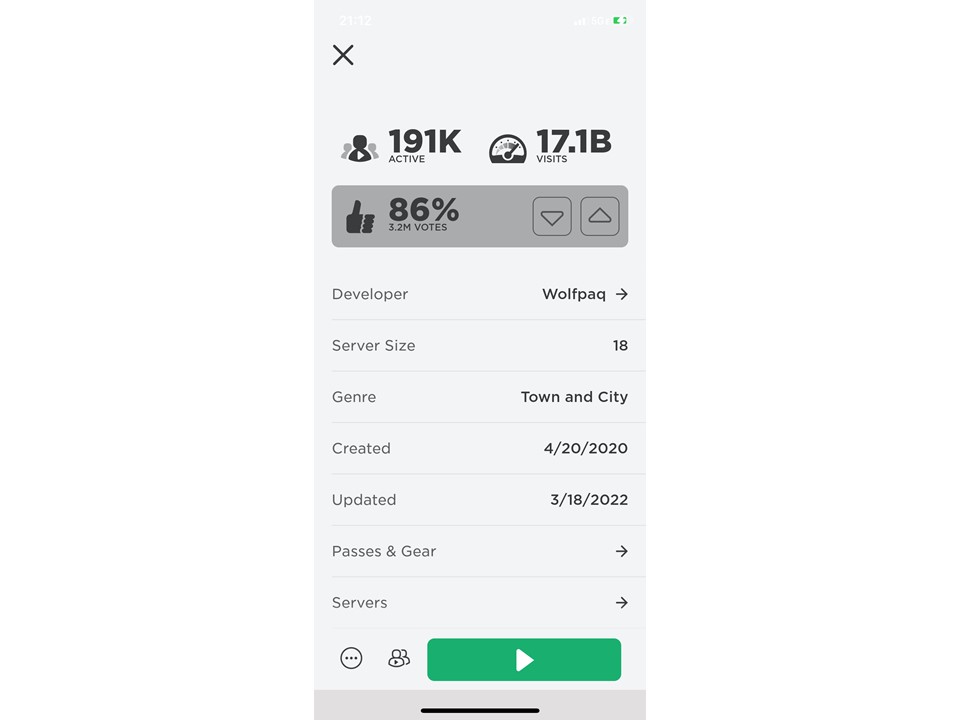 21:12 5G
191K 17.1B
ACTIVE VISITS
86%
3.2M VOTES
Developer Wolfpaq →
Server Size 18
Genre Town and City
Created 4/20/2020
Updated 3/18/2022
Passes & Gear →
Servers →